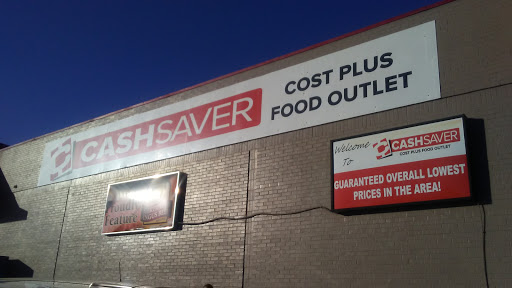 CASHSAVER
COST PLUS
FOOD OUTLET
Welcome
To
CASHSAVER
COST PLUS FOOD OUTLET
GUARANTEED OVERALL LOWEST
PRICES IN THE AREA!
Feature